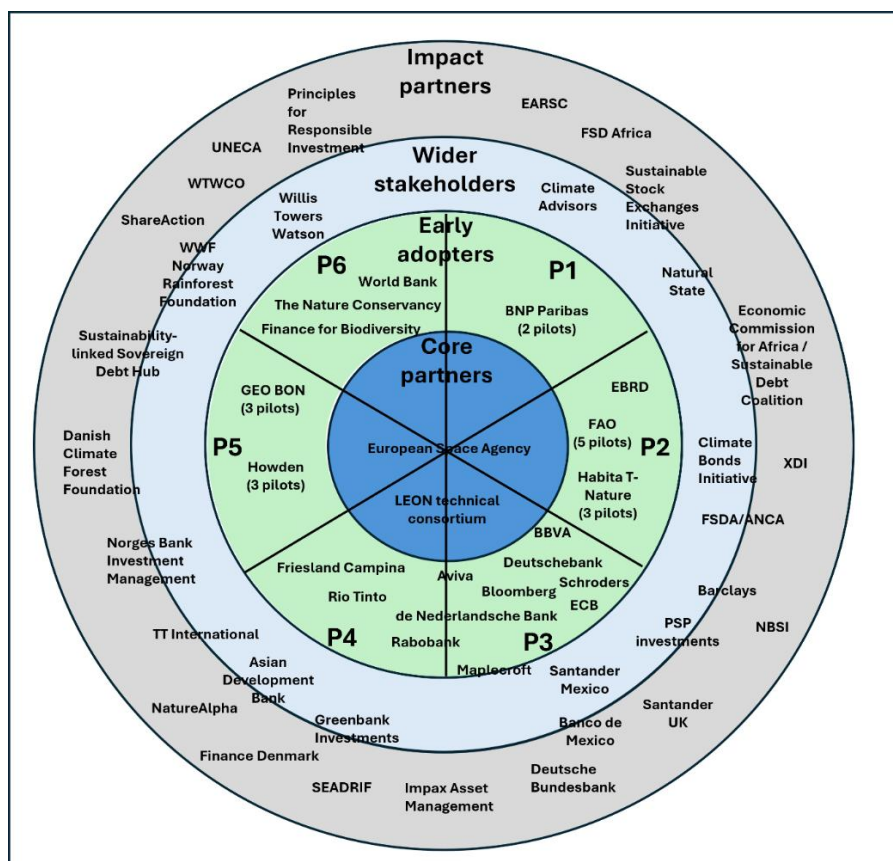 Impact
partners
Principles
for
Responsible
Investment
EARSC
FSD Africa
UNECA
WTWCO
ShareAction
Wider
stakeholders
Willis
Towers
Watson
Climate
Advisors
Sustainable
Stock
Exchanges
Initiative
WWF
Norway
Rainforest
Foundation
Natural
State
Early
adopters
P6
World Bank
The Nature Conservancy
Finance for Biodiversity
P1
BNP Paribas
(2 pilots)
Sustainability-
linked Sovereign
Debt Hub
Economic
Commission
for Africa /
Sustainable
Debt
Coalition
Core
partners
European Space Agency
LEON technical
consortium
GEO BON
(3 pilots)
P5
Howden
(3 pilots)
EBRD
FAO
(5 pilots)
P2
Habita T-
Nature
(3 pilots)
Danish
Climate
Forest
Foundation
Climate
Bonds
Initiative
XDI
FSDA/ANCA
Norges Bank
Investment
Management
BBVA
Deutschebank
Schroders
Bloomberg
ECB
Aviva
de Nederlandsche Bank
P3
Friesland Campina
Rio Tinto
P4
Rabobank
Barclays
PSP
investments
NBSI
TT International
Asian
Development
Bank
Maplecroft
Santander
Mexico
NatureAlpha
Greenbank
Investments
Banco de
Mexico
Santander
UK
Finance Denmark
SEADRIF
Impax Asset
Management
Deutsche
Bundesbank